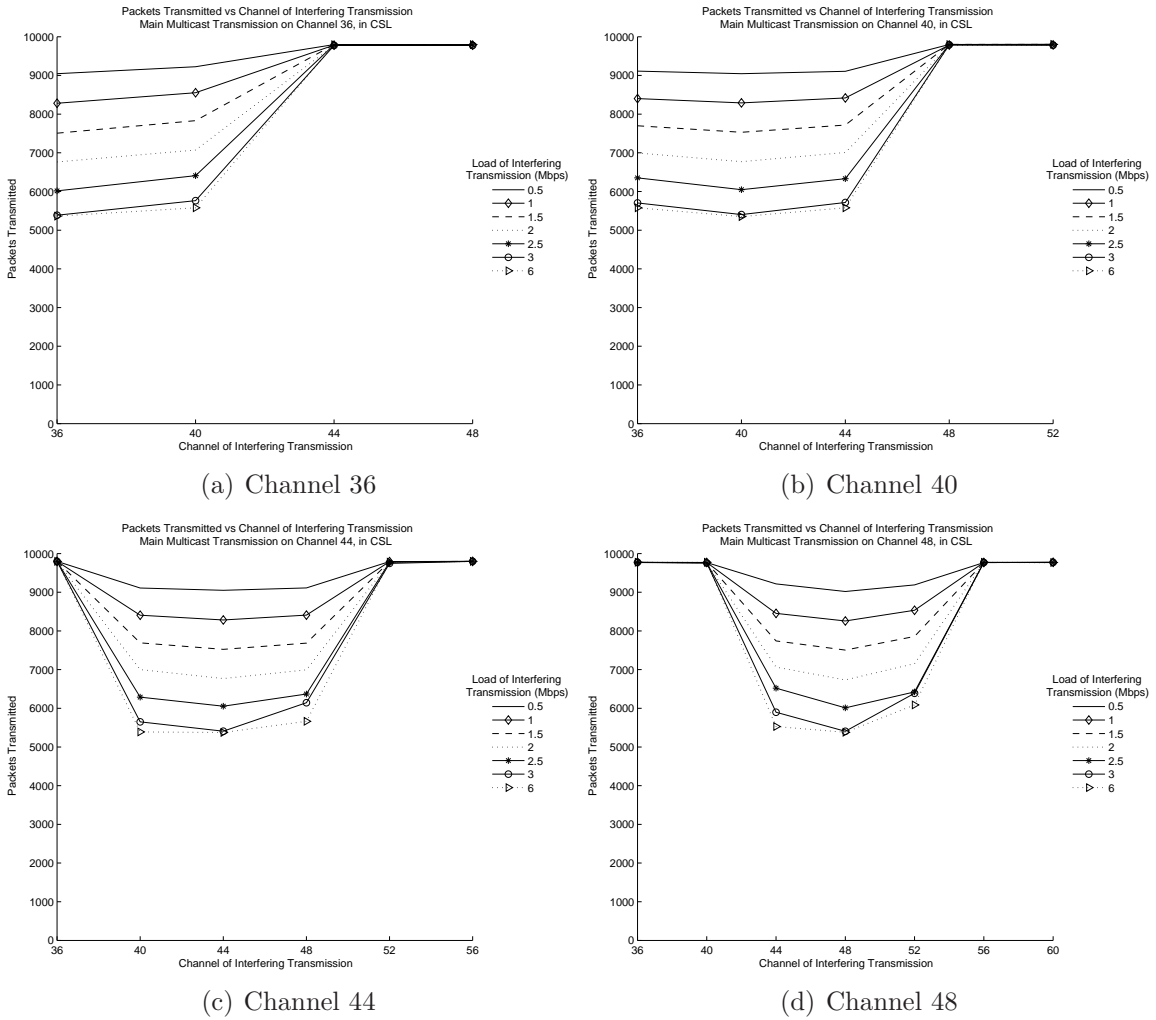 Packets Transmitted vs Channel of Interfering Transmission
Main Multicast Transmission on Channel 36, in CSL
10000
9000
8000
7000
6000
5000
4000
3000
2000
1000
0
Packets Transmitted
36 40 44 48
Channel of Interfering Transmission
Load of Interfering
Transmission (Mbps)
0.5
1
1.5
2
2.5
3
6
(a) Channel 36
Packets Transmitted vs Channel of Interfering Transmission
Main Multicast Transmission on Channel 40, in CSL
10000
9000
8000
7000
6000
5000
4000
3000
2000
1000
0
Packets Transmitted
36 40 44 48 52
Channel of Interfering Transmission
Load of Interfering
Transmission (Mbps)
0.5
1
1.5
2
2.5
3
6
(b) Channel 40
Packets Transmitted vs Channel of Interfering Transmission
Main Multicast Transmission on Channel 44, in CSL
10000
9000
8000
7000
6000
5000
4000
3000
2000
1000
0
Packets Transmitted
36 40 44 48 52 56
Channel of Interfering Transmission
Load of Interfering
Transmission (Mbps)
0.5
1
1.5
2
2.5
3
6
(c) Channel 44
Packets Transmitted vs Channel of Interfering Transmission
Main Multicast Transmission on Channel 48, in CSL
10000
9000
8000
7000
6000
5000
4000
3000
2000
1000
0
Packets Transmitted
36 40 44 48 52 56 60
Channel of Interfering Transmission
Load of Interfering
Transmission (Mbps)
0.5
1
1.5
2
2.5
3
6
(d) Channel 48